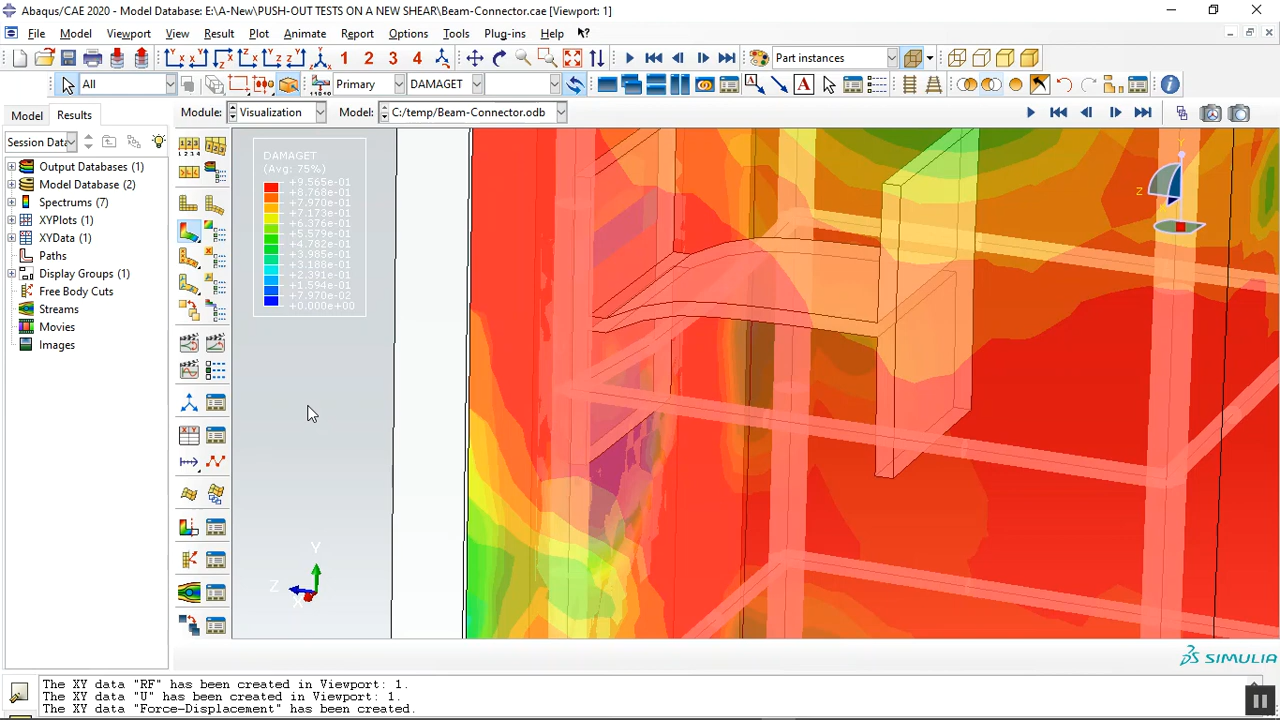 Abaqus/CAE 2020 - Model Database: E:\A-New\PUSH-OUT TESTS ON A NEW SHEAR\Beam-Connector.cae [Viewport: 1]
File Model Viewport View Result Plot Animate Report Options Tools Plug-ins
1 2 3 4 Part instances
All Primary DAMAGET
Model Results Module: Visualization Model: C:/temp/Beam-Connector.odb
Session Data
Output Databases (1)
Model Database (2)
Spectrums (7)
XYPlots (1)
XYData (1)
Paths
Display Groups (1)
Free Body Cuts
Streams
Movies
Images
DAMAGET
(Avg: 75%)
+9.565e-01
+8.768e-01
+7.970e-01
+7.173e-01
+6.376e-01
+5.579e-01
+4.782e-01
+3.985e-01
+3.188e-01
+2.391e-01
+1.594e-01
+7.970e-02
+0.000e+00
Y
Z
Y
Z
X
SIMULIA
The XY data "RF" has been created in Viewport: 1.
The XY data "U" has been created in Viewport: 1.
The XY data "Force-Displacement" has been created.